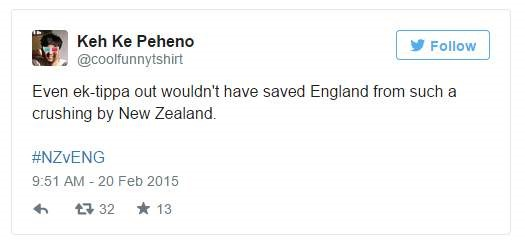 Keh Ke Peheno
@coolfunnytshirt
Follow
Even ek-tippa out wouldn't have saved England from such a
crushing by New Zealand.
#NZvENG
9:51 AM - 20 Feb 2015
32
13